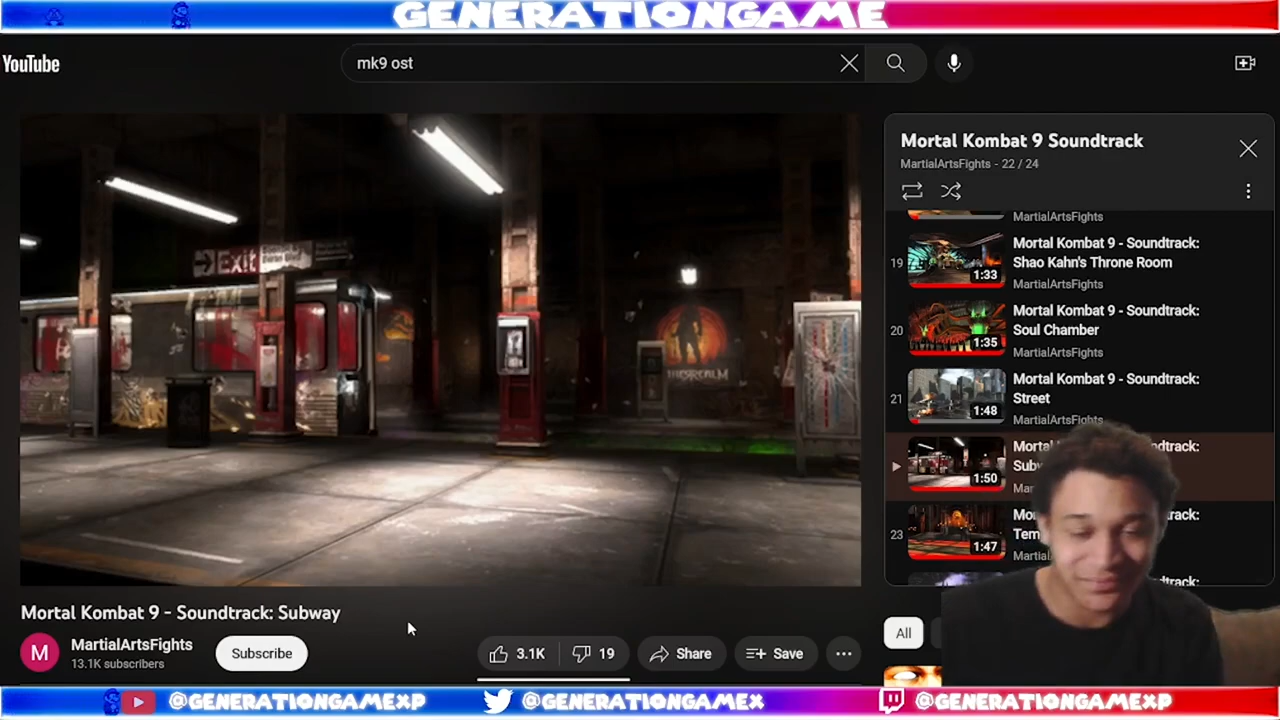 GENERATIONGAME
YouTube
mk9 ost
EXIT
Mortal Kombat 9 Soundtrack
MartialArtsFights - 22 / 24
MartialArtsFights
19
1:33
Mortal Kombat 9 - Soundtrack:
Shao Kahn's Throne Room
MartialArtsFights
20
1:35
Mortal Kombat 9 - Soundtrack:
Soul Chamber
MartialArtsFights
21
1:48
Mortal Kombat 9 - Soundtrack:
Street
MartialArtsFights
1:50
23
1:47
Mortal Kombat 9 - Soundtrack: Subway
M
MartialArtsFights
13.1K subscribers
Subscribe
3.1K
19
Share
Save
All
@GENERATIONGAMEXP
@GENERATIONGAMEX
@GENERATIONGAMEXP